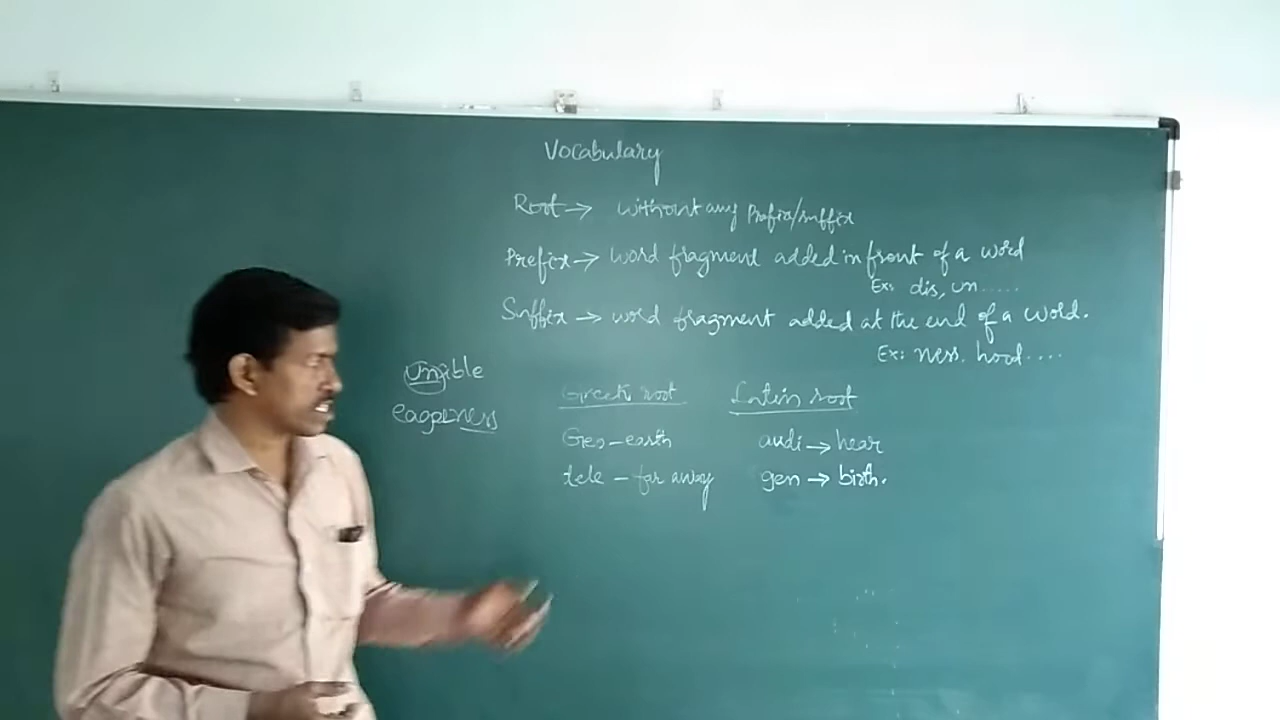 Vocabulary
Root → without any Prefix/suffix
Prefix → word fragment added in front of a word
Ex: dis, un.....
Suffix → word fragment added at the end of a word.
Ex: ness. hood....
Greek root
Latin root
Geo - earth
audi → hear
tele - far away
gen → birth.